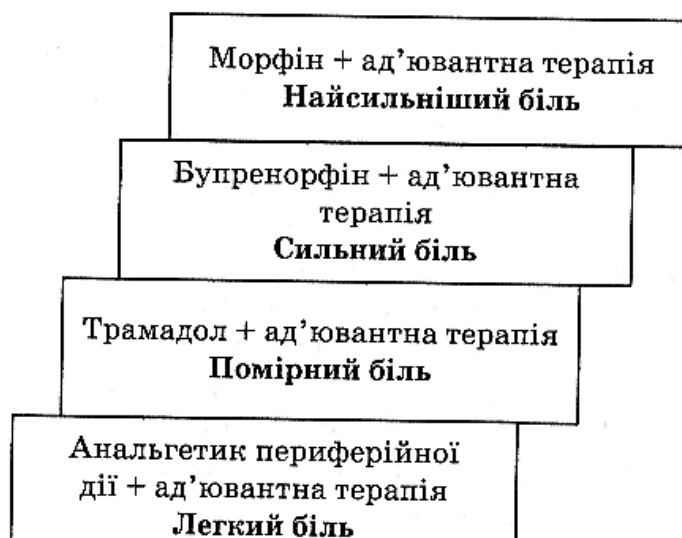 Морфін + ад’ювантна терапія
Найсильніший біль
Бупренорфін + ад’ювантна
терапія
Сильний біль
Трамадол + ад’ювантна терапія
Помірний біль
Анальгетик периферійної
дії + ад’ювантна терапія
Легкий біль